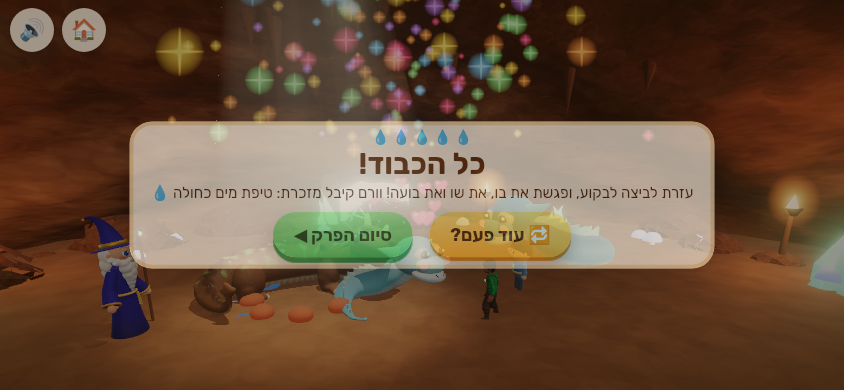 כל הכבוד!
עזרת לביצה לבקוע, ופגשת את בו, את שו ואת בועה! וורם קיבל מזכרת: טיפת מים כחולה 💧
🔁 עוד פעם?
סיום הפרק ◀